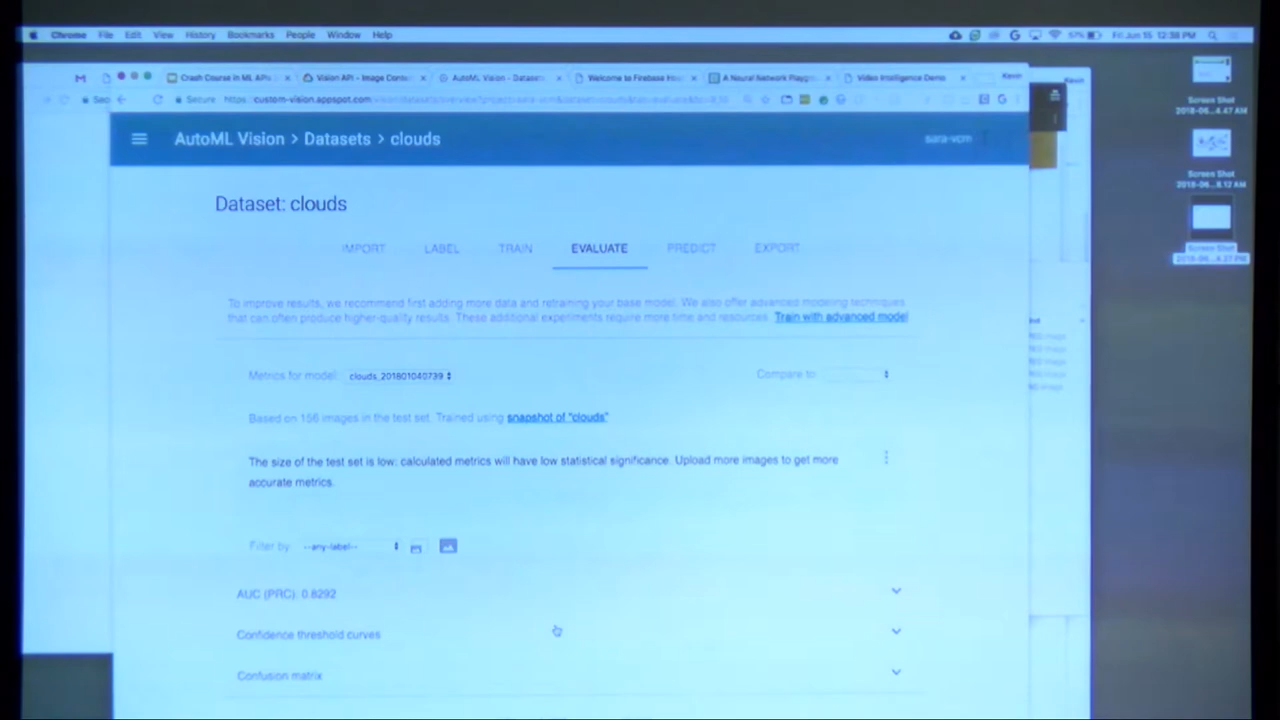 Chrome File Edit View History Bookmarks People Window Help
57% Fri Jun 15 12:38 PM
Crash Course in ML APIs
Vision API - Image Conte
AutoML Vision - Datasets
Welcome to Firebase
A Neural Network Playgr
Video Intelligence Demo
Kevin
Secure https custom-vision.appspot.com
AutoML Vision > Datasets > clouds
sara-vcm
Dataset: clouds
IMPORT LABEL TRAIN EVALUATE PREDICT EXPORT
To improve results, we recommend first adding more data and retraining your base model. We also offer advanced modeling techniques
that can often produce higher-quality results. These additional experiments require more time and resources. Train with advanced model
Metrics for model: clouds_201801040739
Compare to:
Based on 156 images in the test set. Trained using snapshot of "clouds"
The size of the test set is low: calculated metrics will have low statistical significance. Upload more images to get more
accurate metrics.
Filter by: --any-label--
AUC (PRC): 0.8292
Confidence threshold curves
Confusion matrix
Screen Shot
2018-06...4.47 AM
Screen Shot
2018-06...8.12 AM
Screen Shot
2018-06...4.27 PM